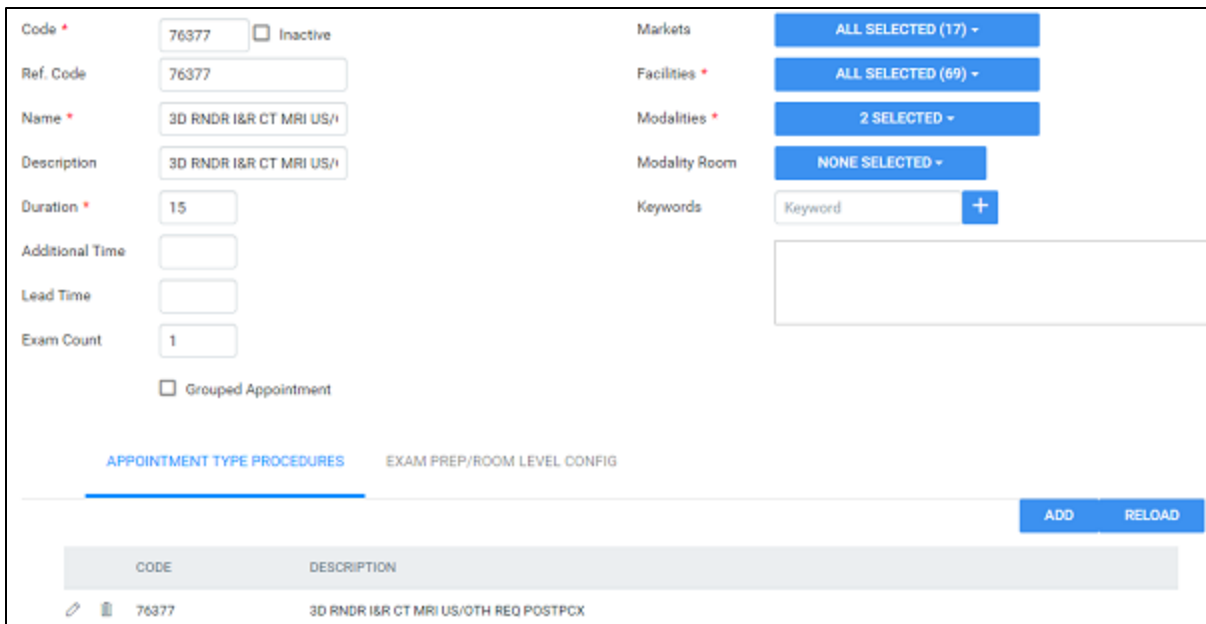 Code *
76377
Inactive
Markets
ALL SELECTED (17)
Ref. Code
76377
Facilities *
ALL SELECTED (69)
Name *
3D RNDR I&R CT MRI US/
Modalities *
2 SELECTED
Description
3D RNDR I&R CT MRI US/
Modality Room
NONE SELECTED
Duration *
15
Keywords
Keyword
+
Additional Time
Lead Time
Exam Count
1
Grouped Appointment
APPOINTMENT TYPE PROCEDURES
EXAM PREP/ROOM LEVEL CONFIG
ADD
RELOAD
CODE
DESCRIPTION
76377
3D RNDR I&R CT MRI US/OTH REQ POSTPCX